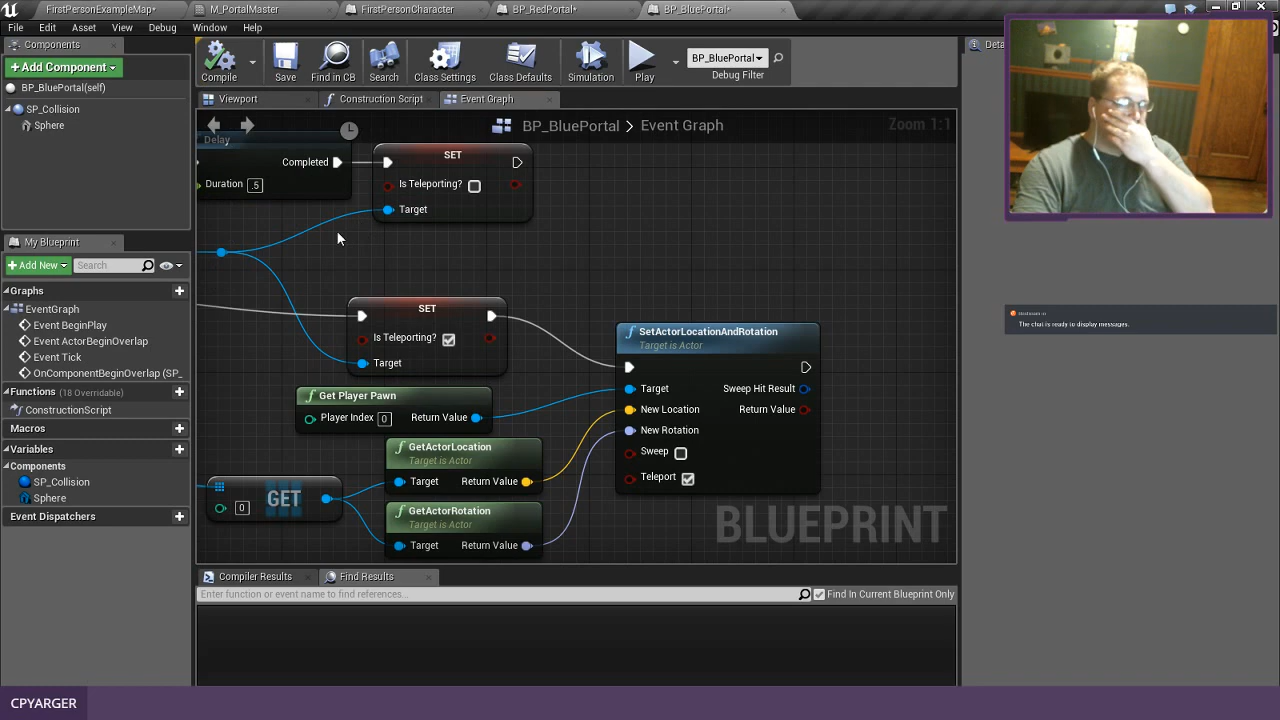 FirstPersonExampleMap*
M_PortalMaster
FirstPersonCharacter
BP_RedPortal*
BP_BluePortal*
File Edit Asset View Debug Window Help
Components
+ Add Component
BP_BluePortal(self)
SP_Collision
Sphere
Compile
Save
Find in CB
Search
Class Settings
Class Defaults
Simulation
Play
BP_BluePortal
Debug Filter
Deta
Viewport
Construction Script
Event Graph
BP_BluePortal > Event Graph
Zoom 1:1
Delay
Completed
Duration .5
SET
Is Teleporting?
Target
SET
Is Teleporting?
Target
Get Player Pawn
Player Index 0 Return Value
GetActorLocation
Target is Actor
Target Return Value
GetActorRotation
Target is Actor
Target Return Value
0 GET
SetActorLocationAndRotation
Target is Actor
Target Sweep Hit Result
New Location Return Value
New Rotation
Sweep
Teleport
BLUEPRINT
My Blueprint
+ Add New Search
Graphs
EventGraph
Event BeginPlay
Event ActorBeginOverlap
Event Tick
OnComponentBeginOverlap (SP_
Functions (18 Overridable)
ConstructionScript
Macros
Variables
Components
SP_Collision
Sphere
Event Dispatchers
Compiler Results
Find Results
Enter function or event name to find references...
Find In Current Blueprint Only
The chat is ready to display messages.
CPYARGER